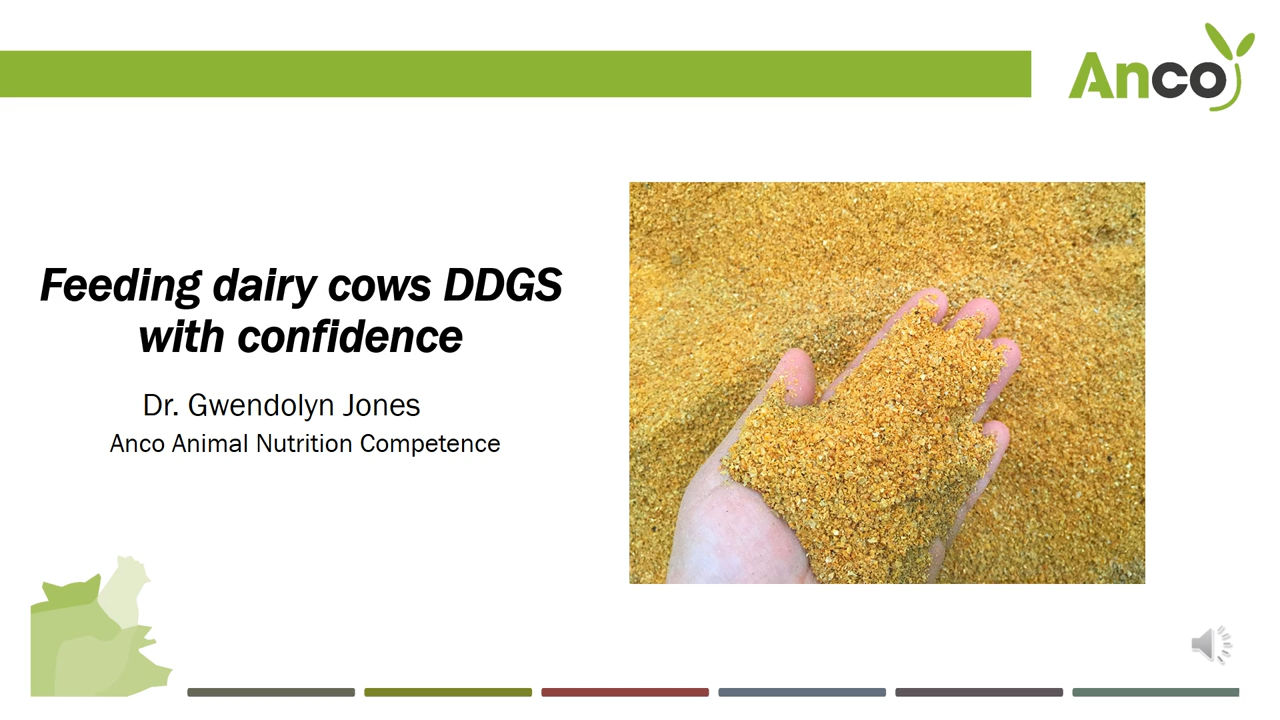 Anco
Feeding dairy cows DDGS
with confidence
Dr. Gwendolyn Jones
Anco Animal Nutrition Competence